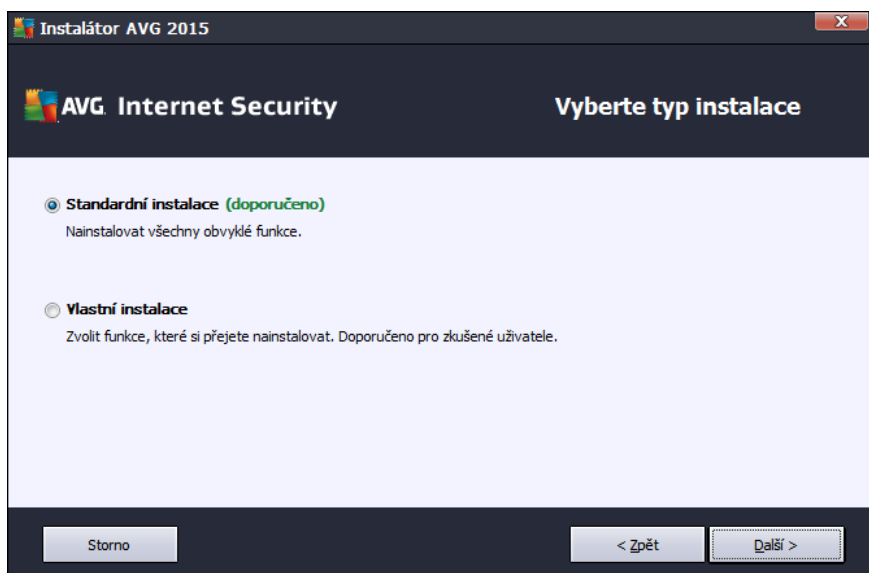 Instalátor AVG 2015
X
AVG. Internet Security
Vyberte typ instalace
Standardní instalace (doporučeno)
Nainstalovat všechny obvyklé funkce.
Vlastní instalace
Zvolit funkce, které si přejete nainstalovat. Doporučeno pro zkušené uživatele.
Storno
< Zpět
Další >